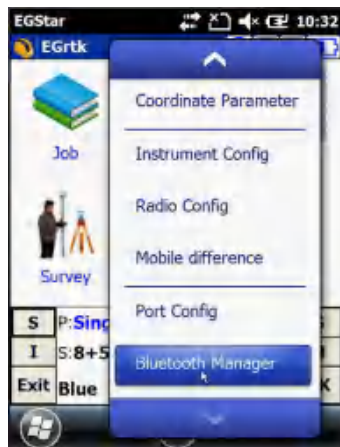 EGStar 10:32
EGrtk
Job
Survey
Coordinate Parameter
Instrument Config
Radio Config
Mobile difference
Port Config
Bluetooth Manager
S P:Sing
I S:8+5
Exit Blue